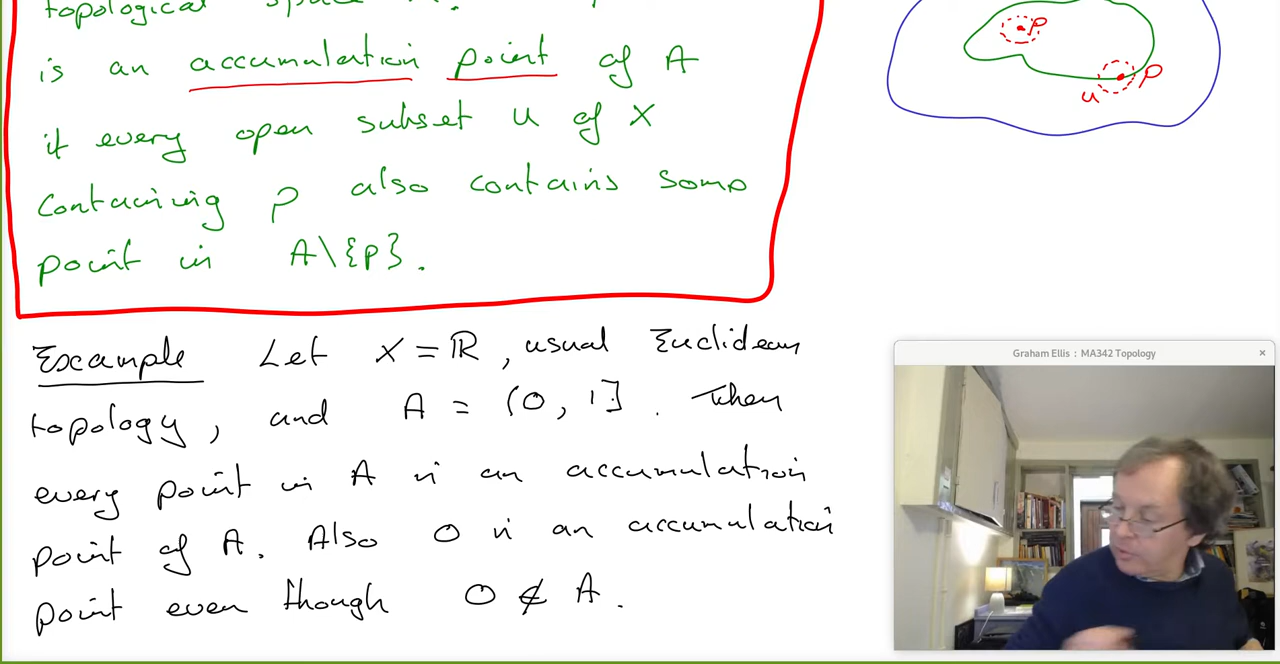 topological space
is an accumulation point of A
if every open subset U of X
containing p also contains some
point in A\{p}.
p
p
u
Example Let X = ℝ, usual Euclidean
topology, and A = (0, 1]. Then
every point in A is an accumulation
point of A. Also 0 is an accumulation
point even though 0 ∉ A.
Graham Ellis : MA342 Topology